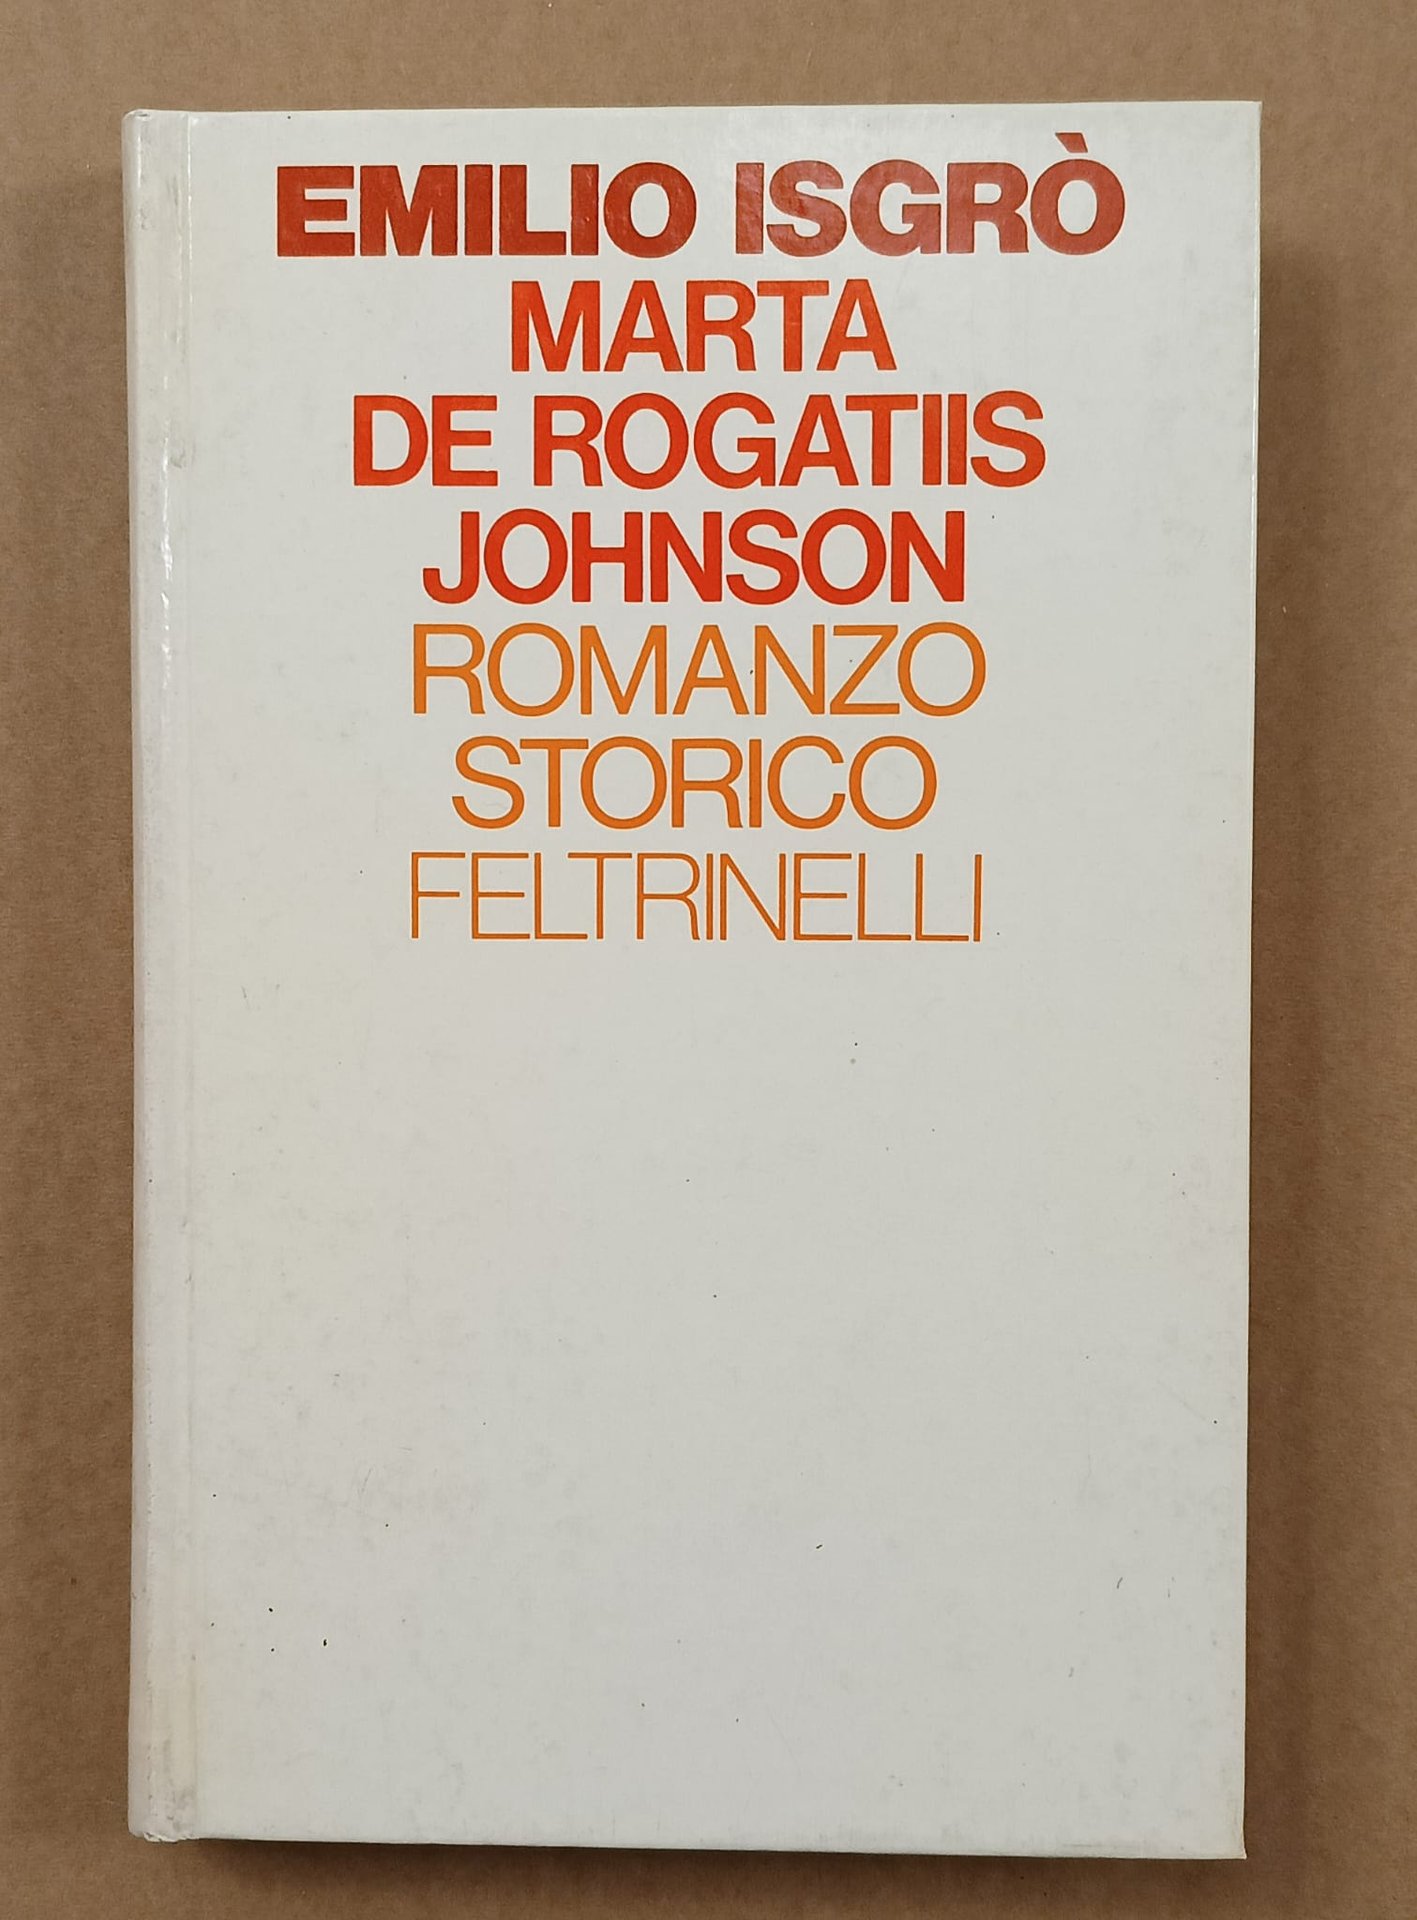 EMILIO ISGRÒ
MARTA
DE ROGATIIS
JOHNSON
ROMANZO
STORICO
FELTRINELLI